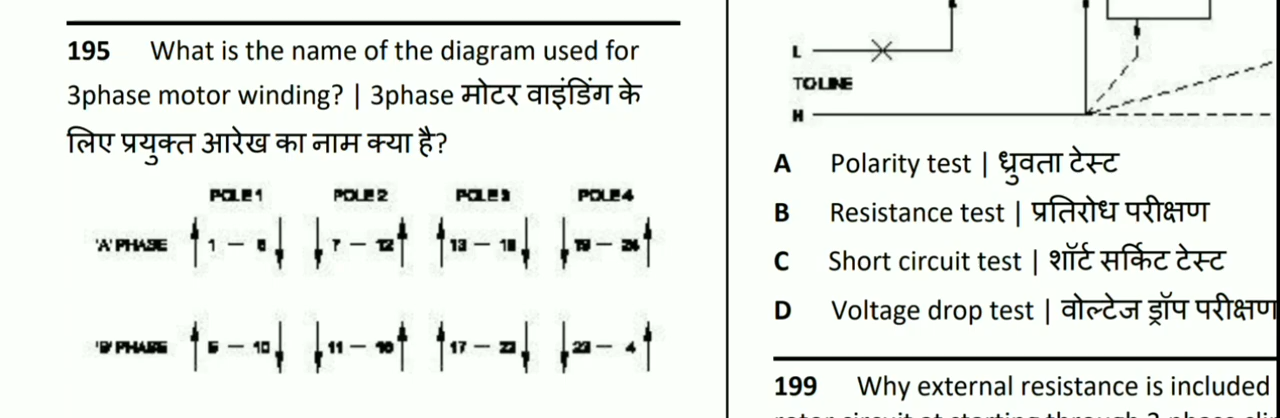 195 What is the name of the diagram used for
3phase motor winding? | 3phase मोटर वाइंडिंग के
लिए प्रयुक्त आरेख का नाम क्या है?
POLE 1 POLE 2 POLE 3 POLE 4
'A' PHASE 1 — 6 7 — 12 13 — 18 19 — 24
'B' PHASE 5 — 10 11 — 16 17 — 22 23 — 4
L
TO LINE
H
A Polarity test | ध्रुवता टेस्ट
B Resistance test | प्रतिरोध परीक्षण
C Short circuit test | शॉर्ट सर्किट टेस्ट
D Voltage drop test | वोल्टेज ड्रॉप परीक्षण
199 Why external resistance is included